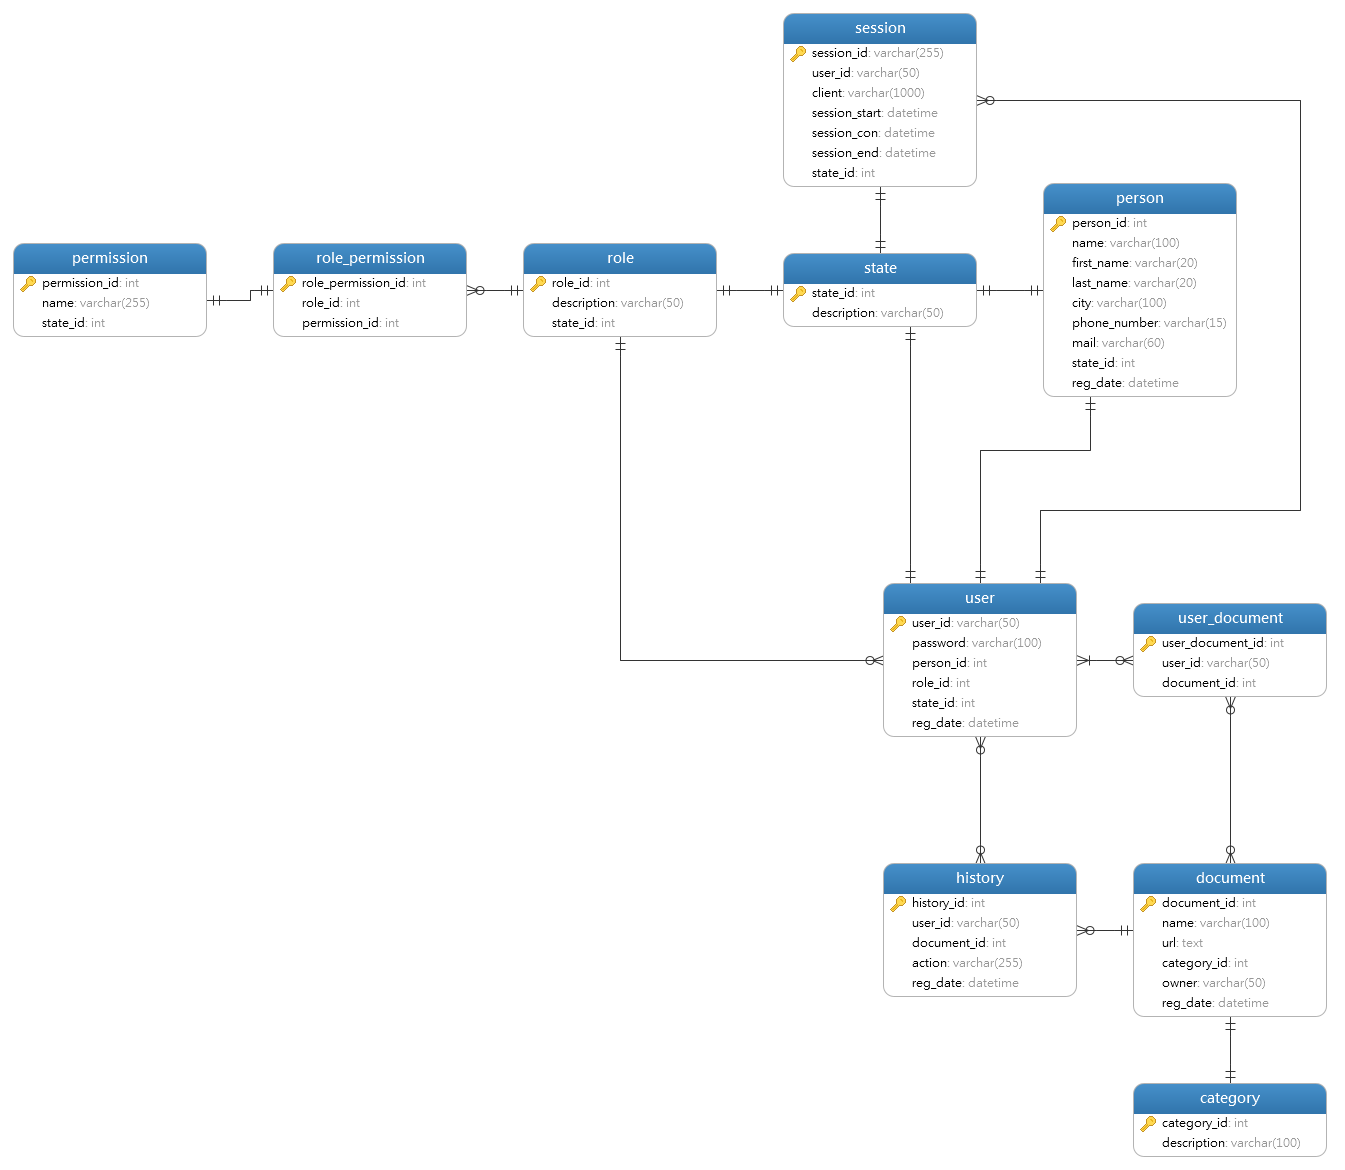 session
session_id: varchar(255)
user_id: varchar(50)
client: varchar(1000)
session_start: datetime
session_con: datetime
session_end: datetime
state_id: int
person
person_id: int
name: varchar(100)
first_name: varchar(20)
last_name: varchar(20)
city: varchar(100)
phone_number: varchar(15)
mail: varchar(60)
state_id: int
reg_date: datetime
permission
permission_id: int
name: varchar(255)
state_id: int
role_permission
role_permission_id: int
role_id: int
permission_id: int
role
role_id: int
description: varchar(50)
state_id: int
state
state_id: int
description: varchar(50)
user
user_id: varchar(50)
password: varchar(100)
person_id: int
role_id: int
state_id: int
reg_date: datetime
user_document
user_document_id: int
user_id: varchar(50)
document_id: int
history
history_id: int
user_id: varchar(50)
document_id: int
action: varchar(255)
reg_date: datetime
document
document_id: int
name: varchar(100)
url: text
category_id: int
owner: varchar(50)
reg_date: datetime
category
category_id: int
description: varchar(100)